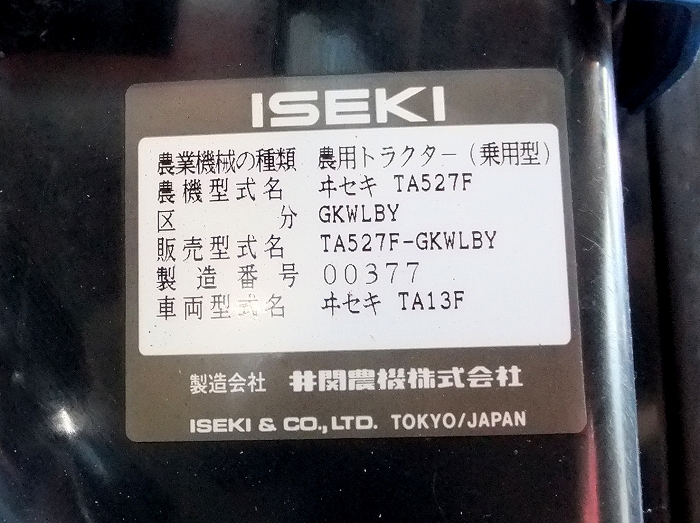 ISEKI
農業機械の種類 農用トラクター(乗用型)
農機型式名 ヰセキ TA527F
区分 GKWLBY
販売型式名 TA527F-GKWLBY
製造番号 00377
車両型式名 ヰセキ TA13F
製造会社 井関農機株式会社
ISEKI & CO., LTD. TOKYO/JAPAN